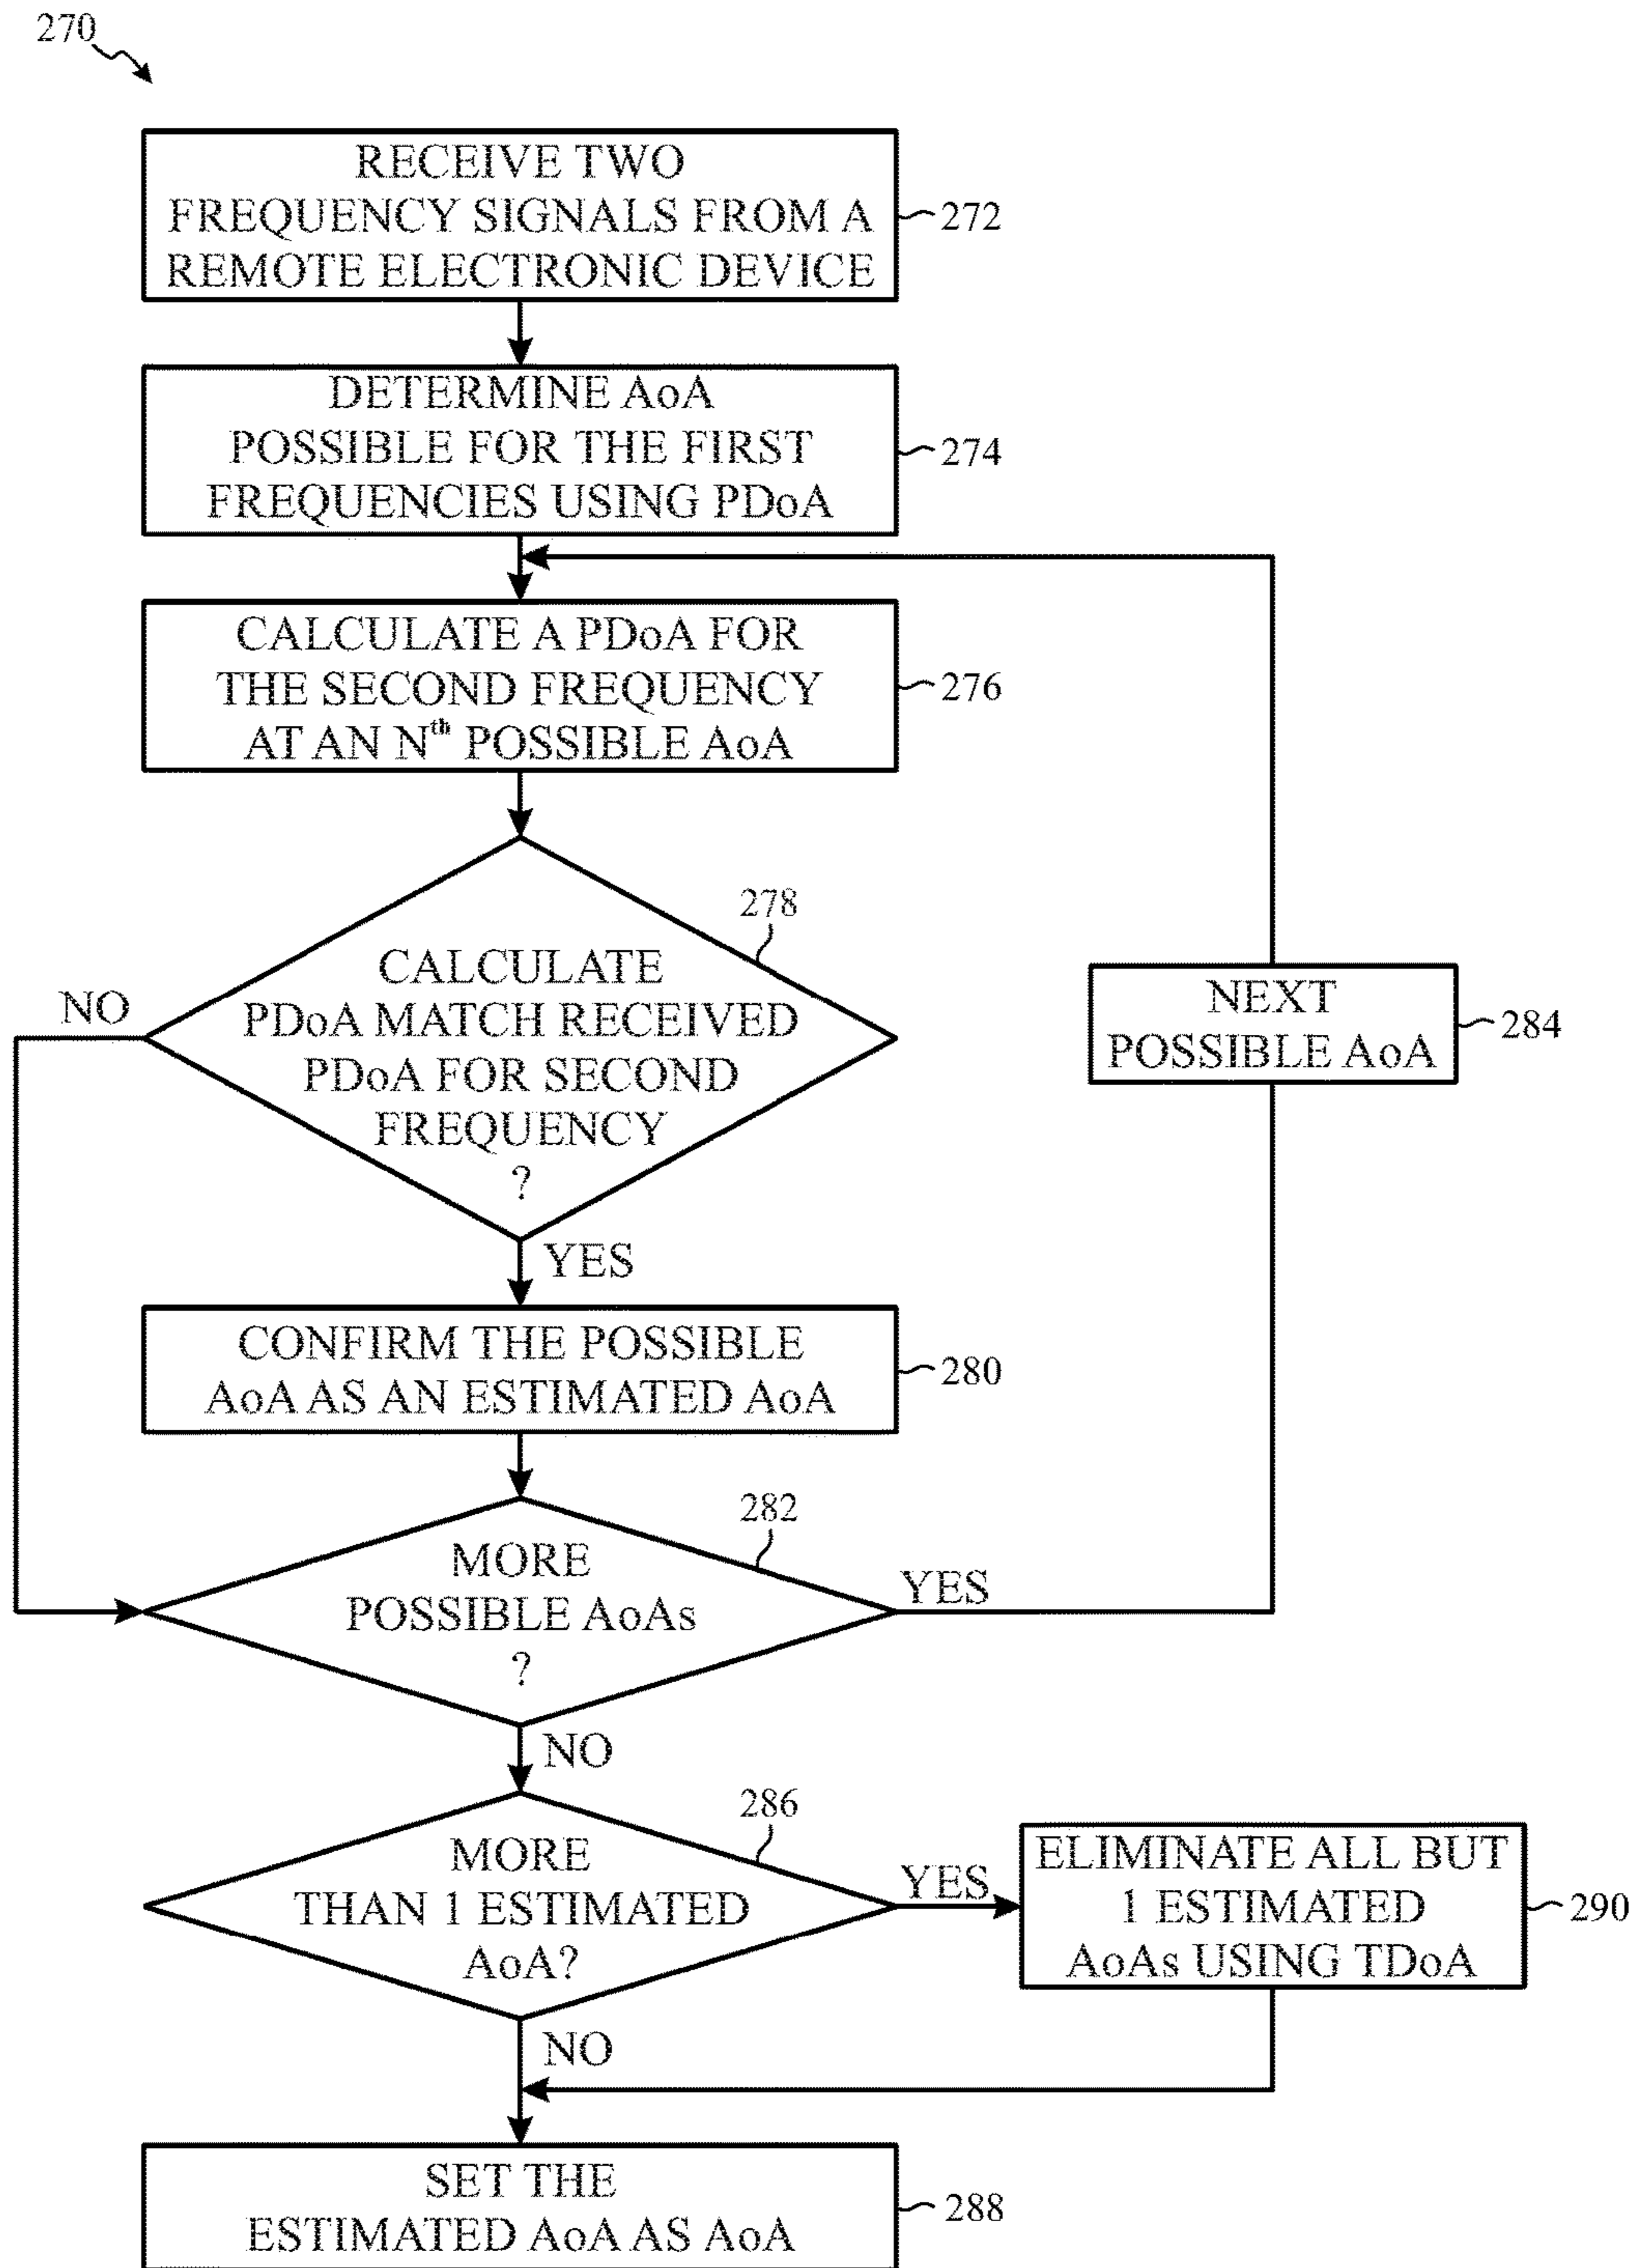 270
RECEIVE TWO
FREQUENCY SIGNALS FROM A
REMOTE ELECTRONIC DEVICE
272
DETERMINE AoA
POSSIBLE FOR THE FIRST
FREQUENCIES USING PDoA
274
CALCULATE A PDoA FOR
THE SECOND FREQUENCY
AT AN Nth POSSIBLE AoA
276
278
CALCULATE
PDoA MATCH RECEIVED
PDoA FOR SECOND
FREQUENCY
?
NO
YES
NEXT
POSSIBLE AoA
284
CONFIRM THE POSSIBLE
AoA AS AN ESTIMATED AoA
280
282
MORE
POSSIBLE AoAs
?
YES
NO
286
MORE
THAN 1 ESTIMATED
AoA?
YES
ELIMINATE ALL BUT
1 ESTIMATED
AoAs USING TDoA
290
NO
SET THE
ESTIMATED AoA AS AoA
288